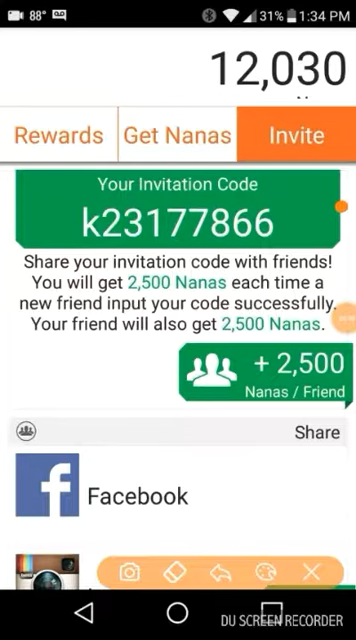 88° 31% 1:34 PM
12,030
Rewards Get Nanas Invite
Your Invitation Code
k23177866
Share your invitation code with friends!
You will get 2,500 Nanas each time a
new friend input your code successfully.
Your friend will also get 2,500 Nanas.
+ 2,500
Nanas / Friend
Share
Facebook
DU SCREEN RECORDER